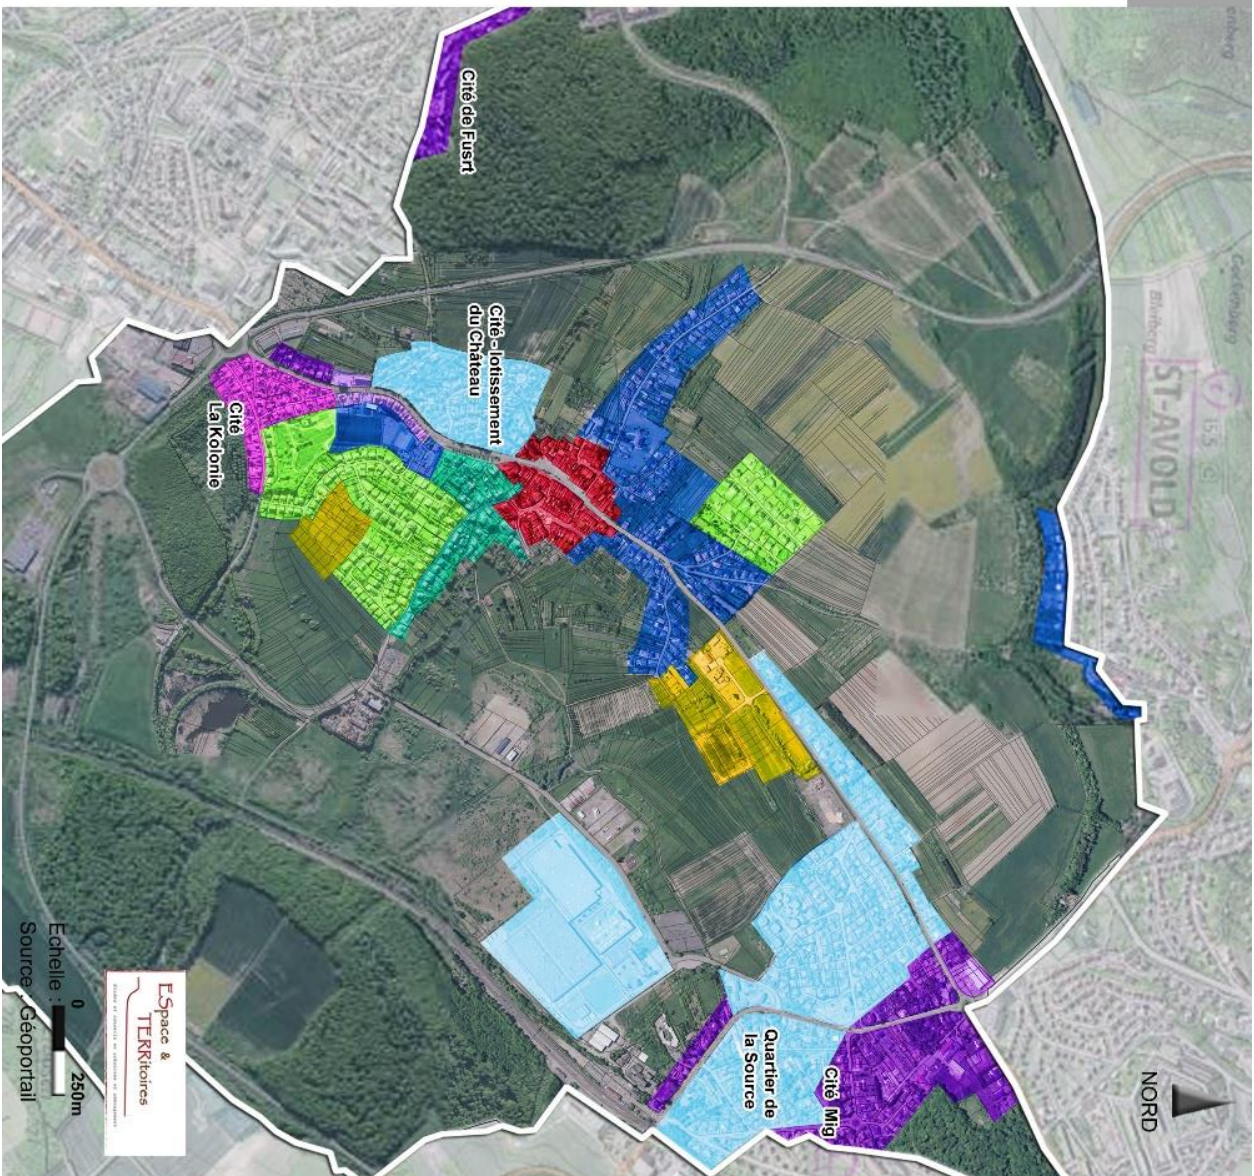 Cité de Fusrt
Cité - lotissement
du Château
Cité
La Kolonie
ST-AVOLD
Quartier de
la Source
Cité Mig
NORD
ESpace &
TERRitoires
Echelle : 0 250m
Source : Géoportail